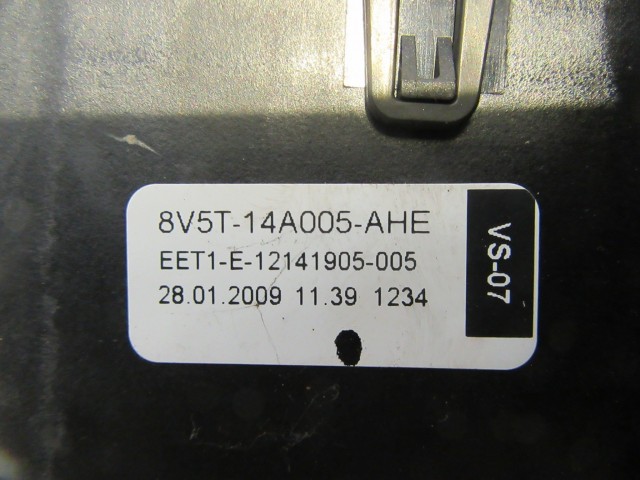 8V5T-14A005-AHE
EET1-E-12141905-005
28.01.2009 11.39 1234
VS-07